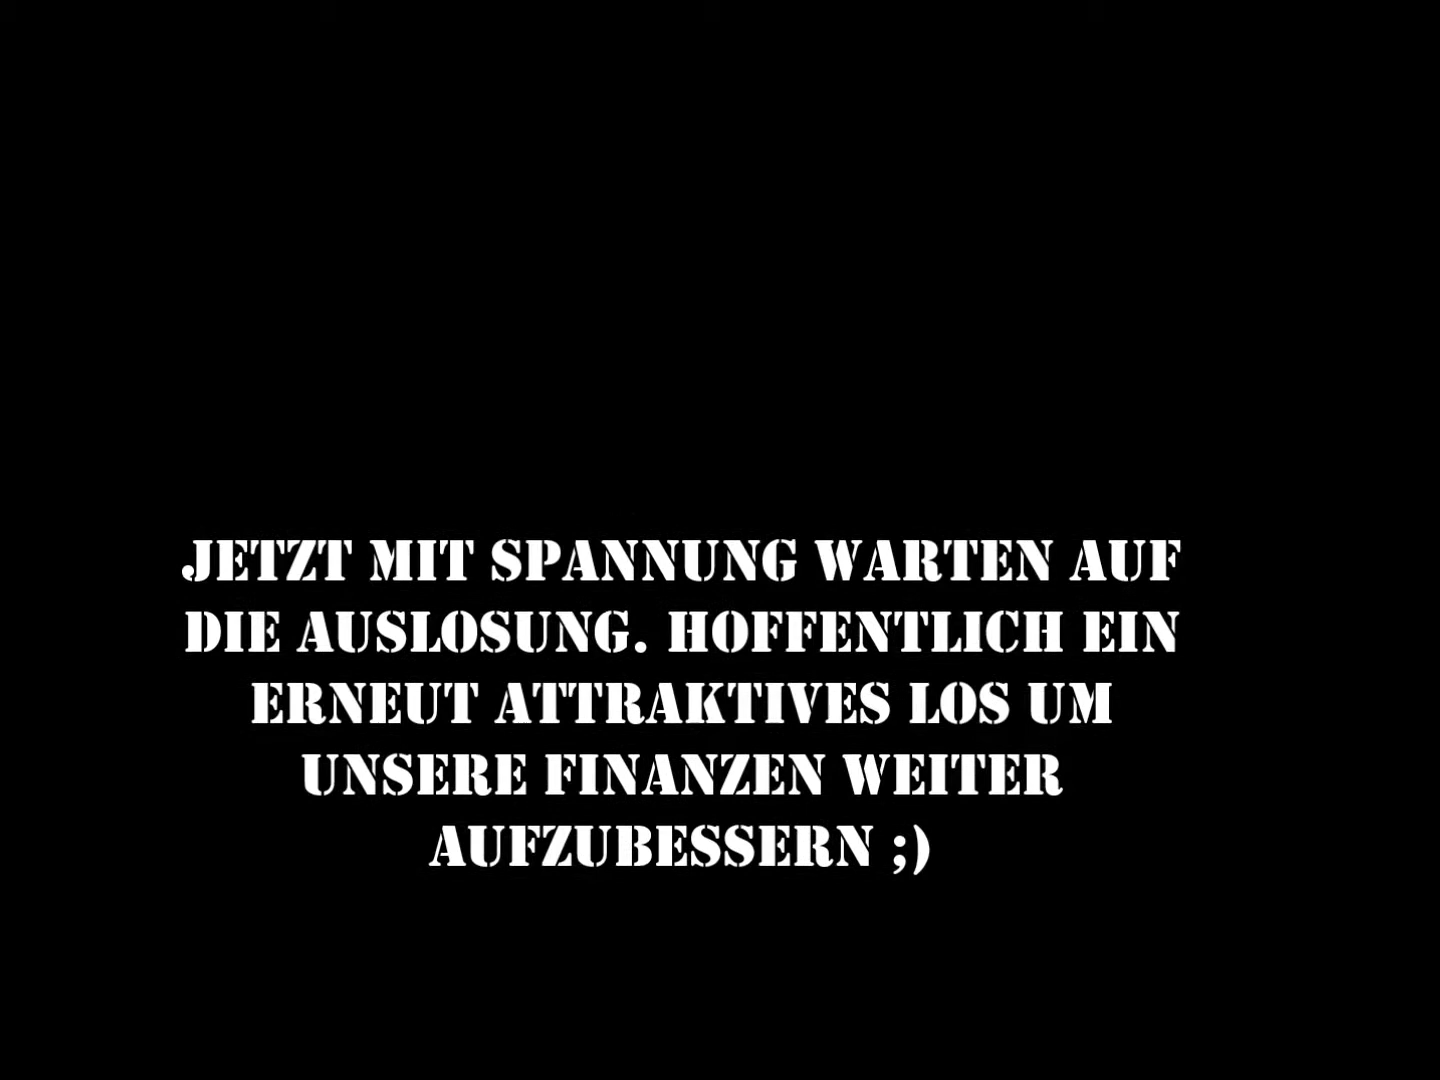 JETZT MIT SPANNUNG WARTEN AUF
DIE AUSLOSUNG. HOFFENTLICH EIN
ERNEUT ATTRAKTIVES LOS UM
UNSERE FINANZEN WEITER
AUFZUBESSERN ;)